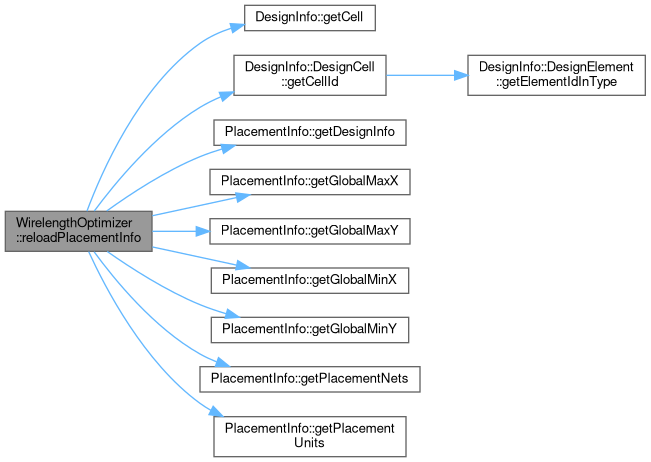 WirelengthOptimizer
::reloadPlacementInfo
DesignInfo::getCell
DesignInfo::DesignCell
::getCellId
DesignInfo::DesignElement
::getElementIdInType
PlacementInfo::getDesignInfo
PlacementInfo::getGlobalMaxX
PlacementInfo::getGlobalMaxY
PlacementInfo::getGlobalMinX
PlacementInfo::getGlobalMinY
PlacementInfo::getPlacementNets
PlacementInfo::getPlacement
Units